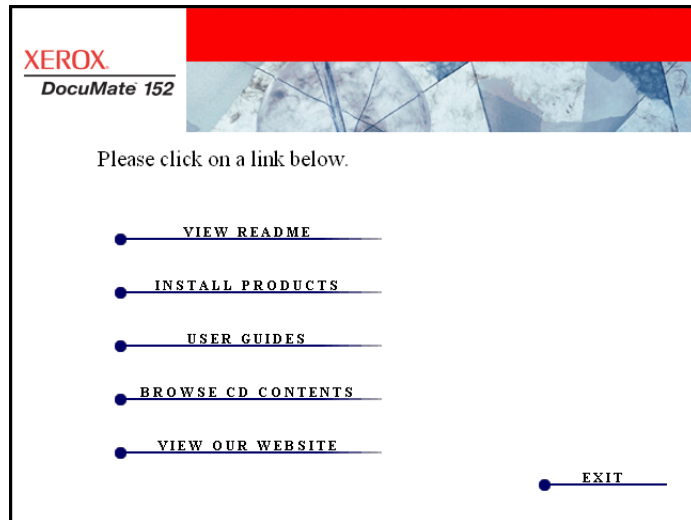 XEROX.
DocuMate® 152
Please click on a link below.
VIEW README
INSTALL PRODUCTS
USER GUIDES
BROWSE CD CONTENTS
VIEW OUR WEBSITE
EXIT